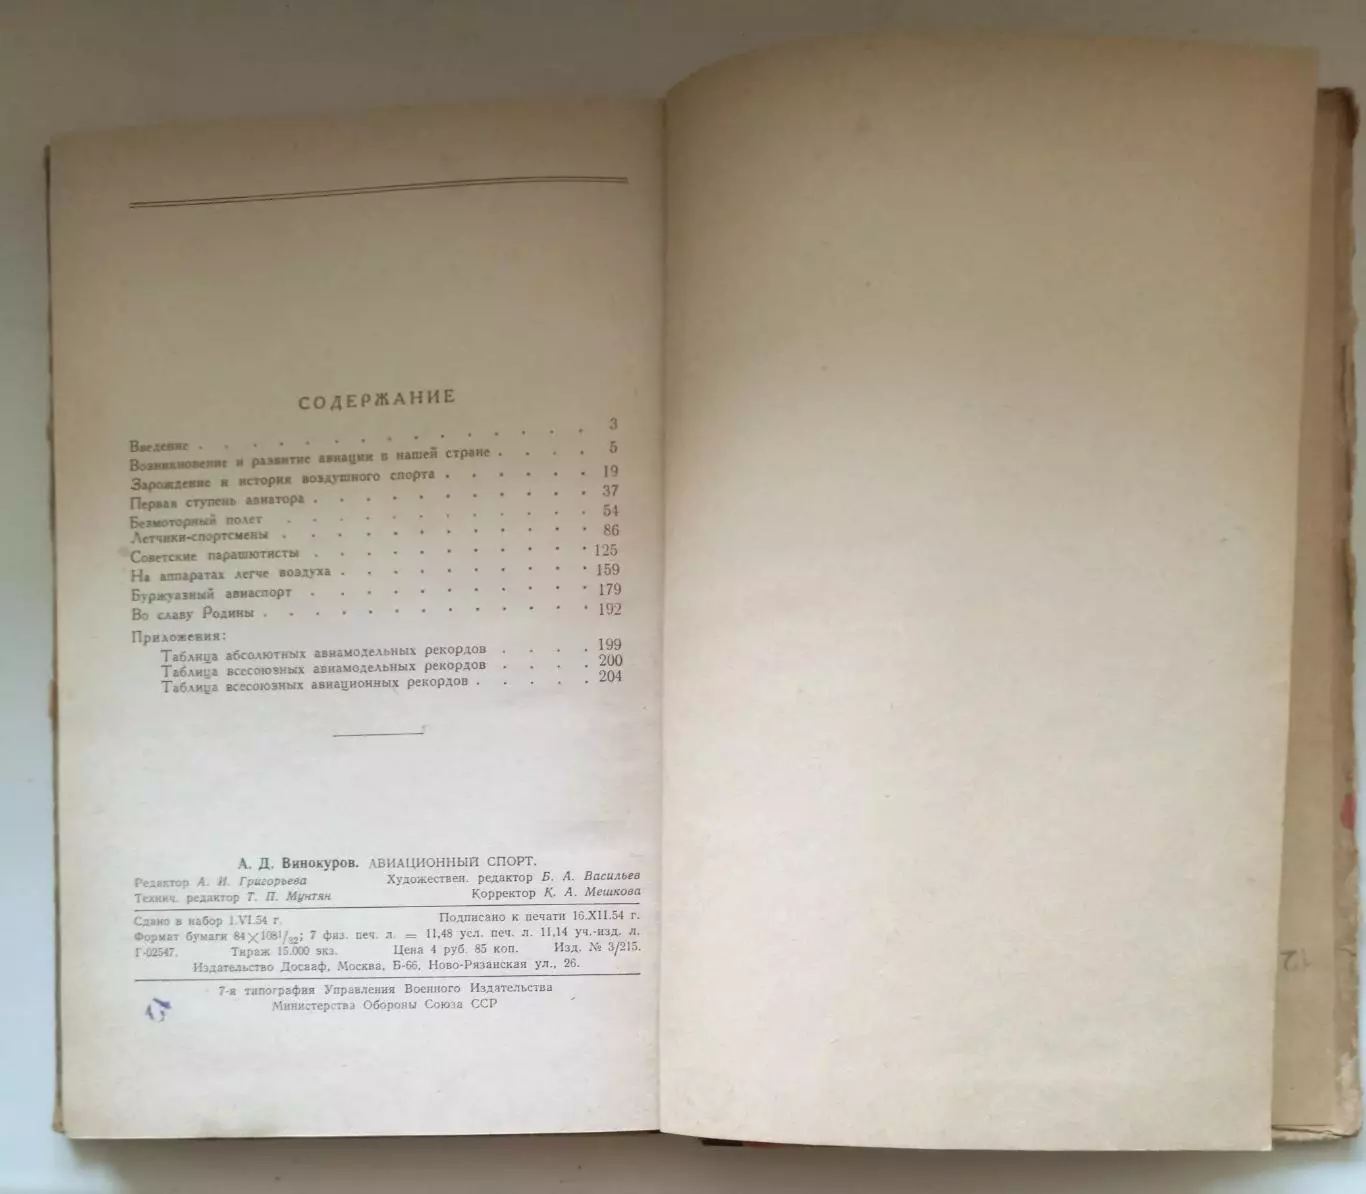 СОДЕРЖАНИЕ
Введение . . . . . . . . . . . . . . . 3
Возникновение и развитие авиации в нашей стране . . . . 5
Зарождение и история воздушного спорта . . . . . . 19
Первая ступень авиатора . . . . . . . . . . . 37
Безмоторный полет . . . . . . . . . . . . 54
Летчики-спортсмены . . . . . . . . . . . . 86
Советские парашютисты . . . . . . . . . . . 125
На аппаратах легче воздуха . . . . . . . . . . 159
Буржуазный авиаспорт . . . . . . . . . . . 179
Во славу Родины . . . . . . . . . . . . . 192
Приложения:
Таблица абсолютных авиамодельных рекордов . . . . 199
Таблица всесоюзных авиамодельных рекордов . . . . 200
Таблица всесоюзных авиационных рекордов . . . . . 204
А. Д. Винокуров. АВИАЦИОННЫЙ СПОРТ.
Редактор А. И. Григорьева Художествен. редактор Б. А. Васильев
Технич. редактор Т. П. Мунтян Корректор К. А. Мешкова
Сдано в набор 1.VI.54 г. Подписано к печати 16.XII.54 г.
Формат бумаги 84×108¹/₃₂; 7 физ. печ. л. = 11,48 усл. печ. л. 11,14 уч.-изд. л.
Г-02547. Тираж 15.000 экз. Цена 4 руб. 85 коп. Изд. № 3/215.
Издательство Досааф, Москва, Б-66, Ново-Рязанская ул., 26.
7-я типография Управления Военного Издательства
Министерства Обороны Союза ССР